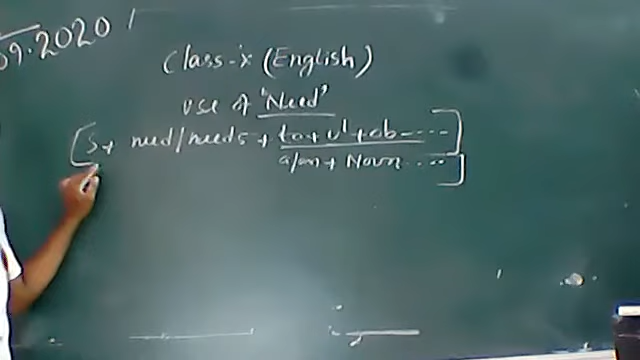 09.2020
Class-X (English)
Use of 'Need'
[S+ need/needs + to + v¹ + ob.....]
a/an + Noun.....]